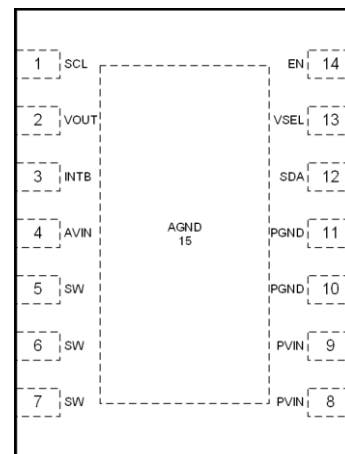 1 SCL EN 14
2 VOUT VSEL 13
3 INTB SDA 12
4 AVIN AGND PGND 11
15
5 SW PGND 10
6 SW PVIN 9
7 SW PVIN 8